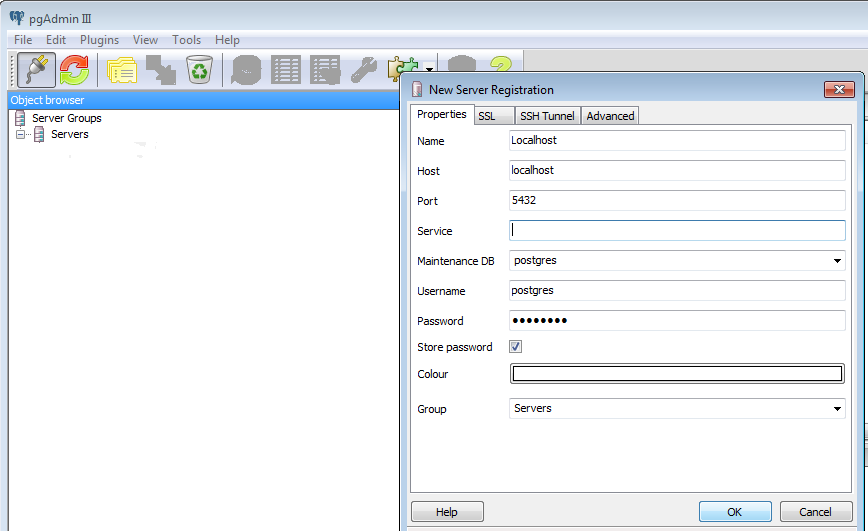 pgAdmin III
File Edit Plugins View Tools Help
Object browser
Server Groups
Servers
New Server Registration
Properties SSL SSH Tunnel Advanced
Name Localhost
Host localhost
Port 5432
Service
Maintenance DB postgres
Username postgres
Password ••••••••
Store password
Colour
Group Servers
Help OK Cancel